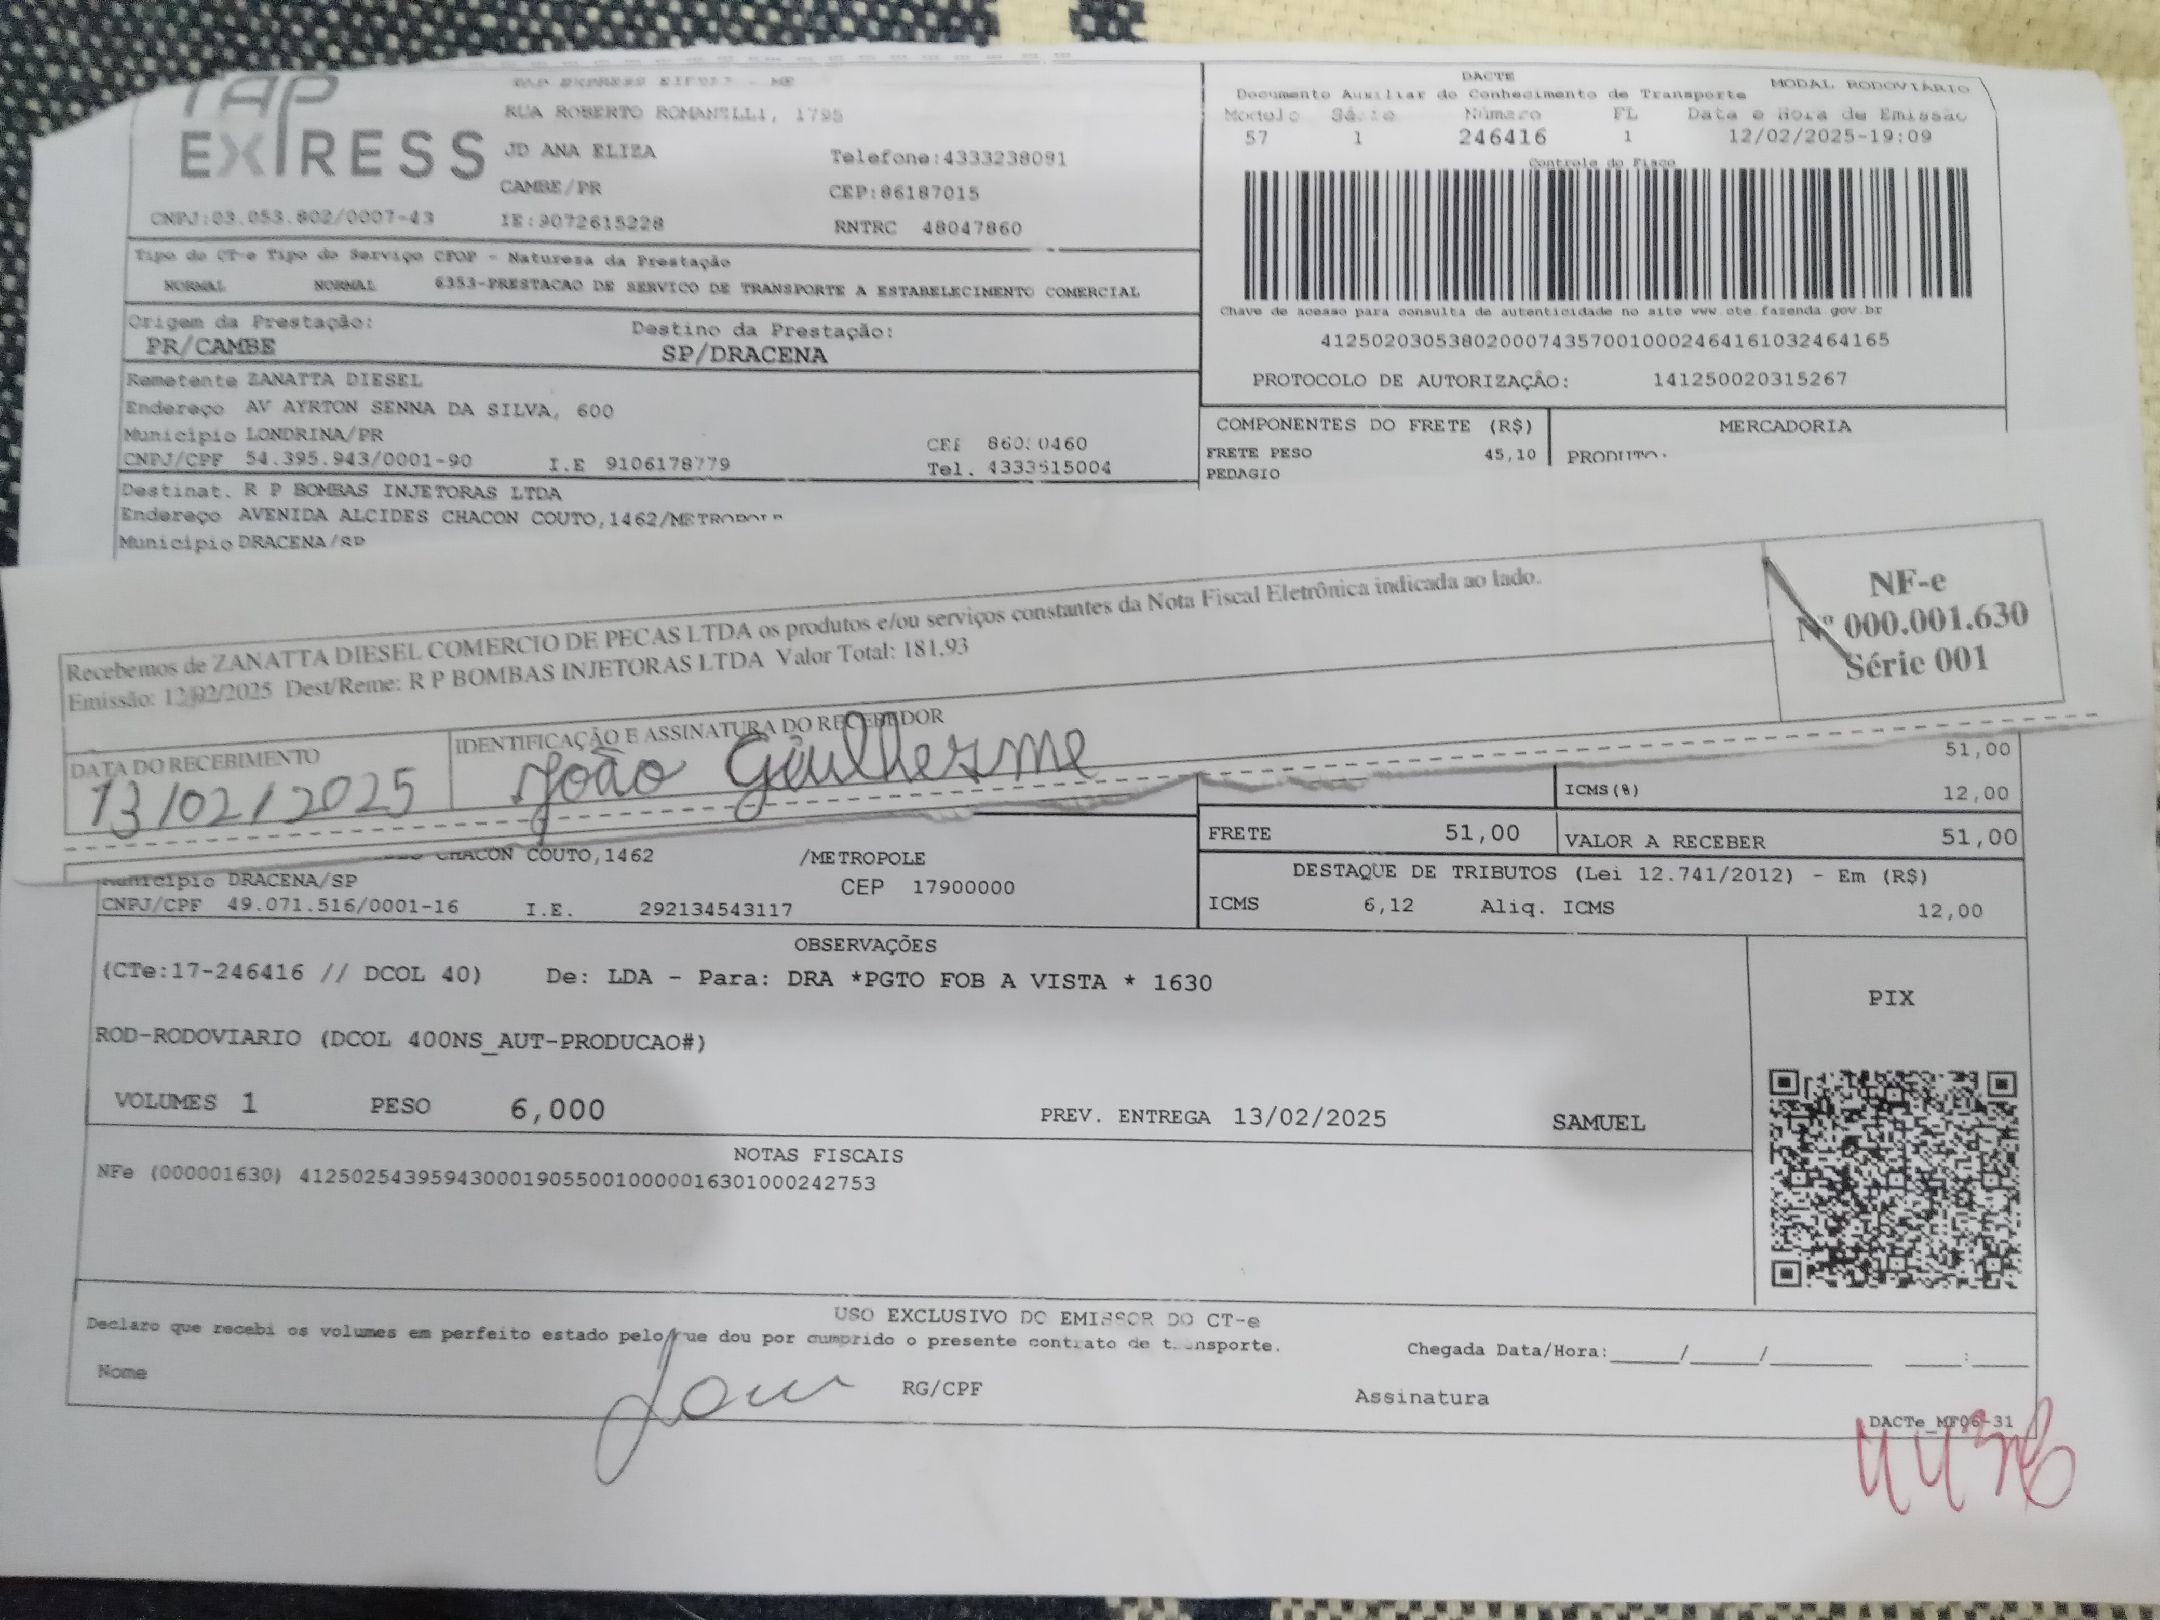 TAP
EXPRESS
TAP EXPRESS EIRELI - ME
RUA ROBERTO ROMANELLI, 1795
JD ANA ELIZA
Telefone:4333238091
CAMBE/PR
CEP:86187015
CNPJ:03.053.802/0007-43
IE:9072615228
RNTRC 48047860
DACTE
MODAL RODOVIÁRIO
Documento Auxiliar do Conhecimento de Transporte
Modelo Série Número FL Data e Hora de Emissão
57 1 246416 1 12/02/2025-19:09
Controle do Fisco
Tipo do CT-e Tipo do Serviço CFOP - Natureza da Prestação
NORMAL NORMAL 6353-PRESTACAO DE SERVICO DE TRANSPORTE A ESTABELECIMENTO COMERCIAL
Origem da Prestação: Destino da Prestação:
PR/CAMBE SP/DRACENA
Chave de acesso para consulta de autenticidade no site www.cte.fazenda.gov.br
41250203053802000743570010002464161032464165
PROTOCOLO DE AUTORIZAÇÃO: 141250020315267
Remetente ZANATTA DIESEL
Endereço AV AYRTON SENNA DA SILVA, 600
Município LONDRINA/PR
CNPJ/CPF 54.395.943/0001-90 I.E 9106178779
Tel. 4333515004
COMPONENTES DO FRETE (R$) MERCADORIA
FRETE PESO 45,10 PRODUTO:
PEDAGIO
Destinat. R P BOMBAS INJETORAS LTDA
Endereço AVENIDA ALCIDES CHACON COUTO,1462/METROPOLE
Município DRACENA/SP
Recebemos de ZANATTA DIESEL COMERCIO DE PECAS LTDA os produtos e/ou serviços constantes da Nota Fiscal Eletrônica indicada ao lado.
Emissão: 12/02/2025 Dest/Reme: R P BOMBAS INJETORAS LTDA Valor Total: 181.93
NF-e
Nº 000.001.630
Série 001
DATA DO RECEBIMENTO
13/02/2025
IDENTIFICAÇÃO E ASSINATURA DO RECEBEDOR
João Guilherme
51,00
ICMS(%) 12,00
FRETE 51,00 VALOR A RECEBER 51,00
CHACON COUTO,1462 /METROPOLE
Município DRACENA/SP CEP 17900000
CNPJ/CPF 49.071.516/0001-16 I.E. 292134543117
DESTAQUE DE TRIBUTOS (Lei 12.741/2012) - Em (R$)
ICMS 6,12 Aliq. ICMS 12,00
OBSERVAÇÕES
(CTe:17-246416 // DCOL 40) De: LDA - Para: DRA *PGTO FOB A VISTA * 1630
ROD-RODOVIARIO (DCOL 400NS_AUT-PRODUCAO#)
PIX
VOLUMES 1 PESO 6,000 PREV. ENTREGA 13/02/2025 SAMUEL
NOTAS FISCAIS
NFe (000001630) 41250254395943000190550010000016301000242753
USO EXCLUSIVO DO EMISSOR DO CT-e
Declaro que recebi os volumes em perfeito estado pelo que dou por cumprido o presente contrato de transporte.
Chegada Data/Hora:_____/_____/_________ _____:_____
Nome RG/CPF Assinatura
DACTe_MF06-31